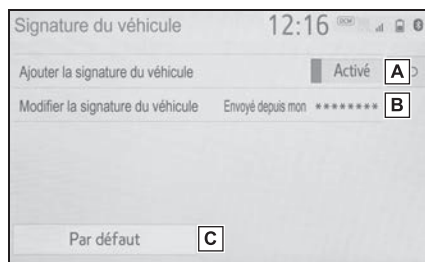 Signature du véhicule 12:16 DCM
Ajouter la signature du véhicule Activé A
Modifier la signature du véhicule Envoyé depuis mon ******** B
Par défaut C